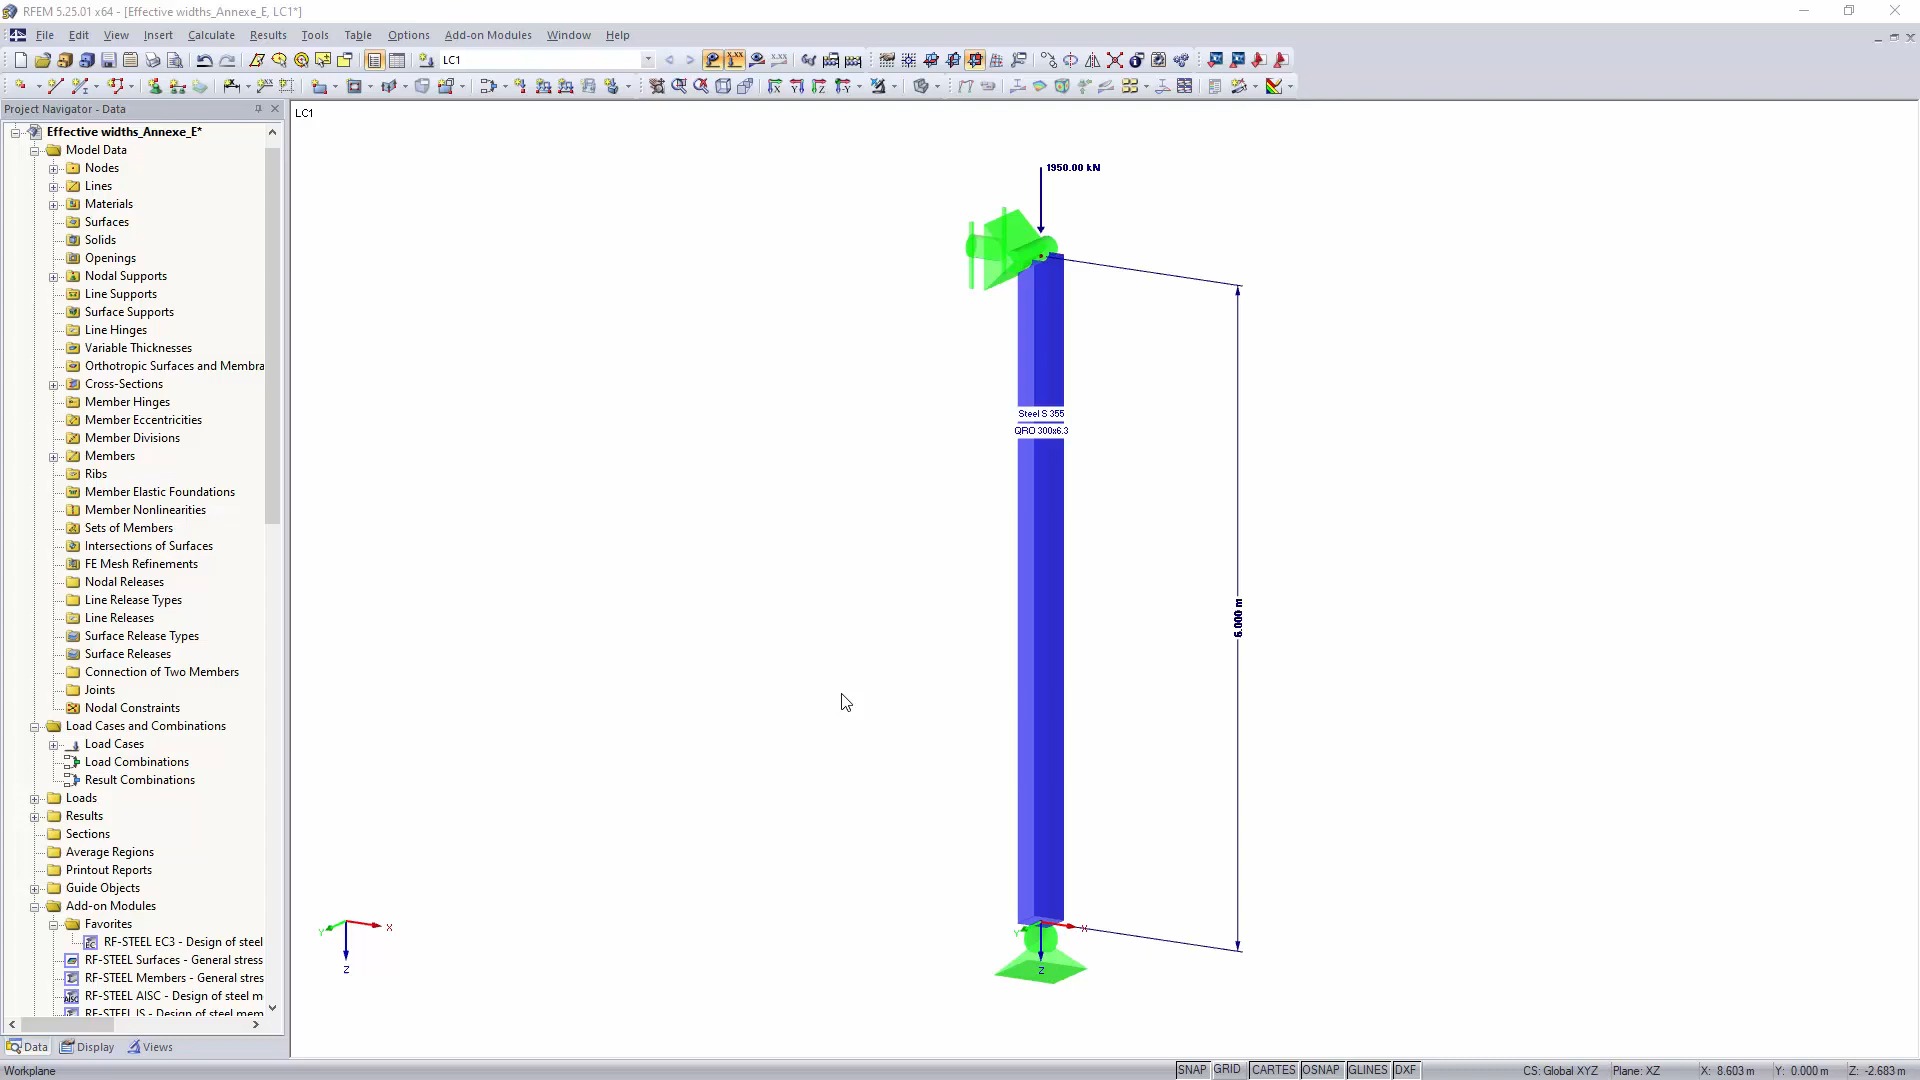 RFEM 5.25.01 x64 - [Effective widths_Annexe_E, LC1*]
File Edit View Insert Calculate Results Tools Table Options Add-on Modules Window Help
LC1
Project Navigator - Data
LC1
Effective widths_Annexe_E*
Model Data
Nodes
Lines
Materials
Surfaces
Solids
Openings
Nodal Supports
Line Supports
Surface Supports
Line Hinges
Variable Thicknesses
Orthotropic Surfaces and Membra
Cross-Sections
Member Hinges
Member Eccentricities
Member Divisions
Members
Ribs
Member Elastic Foundations
Member Nonlinearities
Sets of Members
Intersections of Surfaces
FE Mesh Refinements
Nodal Releases
Line Release Types
Line Releases
Surface Release Types
Surface Releases
Connection of Two Members
Joints
Nodal Constraints
Load Cases and Combinations
Load Cases
Load Combinations
Result Combinations
Loads
Results
Sections
Average Regions
Printout Reports
Guide Objects
Add-on Modules
Favorites
RF-STEEL EC3 - Design of steel
RF-STEEL Surfaces - General stress
RF-STEEL Members - General stres
RF-STEEL AISC - Design of steel m
RF-STEEL IS - Design of steel mem
Data Display Views
1950.00 kN
Steel S 355
QRO 300x6.3
6.000 m
X
Y
Z
X
Y
Z
Workplane
SNAP GRID CARTES OSNAP GLINES DXF
CS: Global XYZ Plane: XZ X: 8.603 m Y: 0.000 m Z: -2.683 m